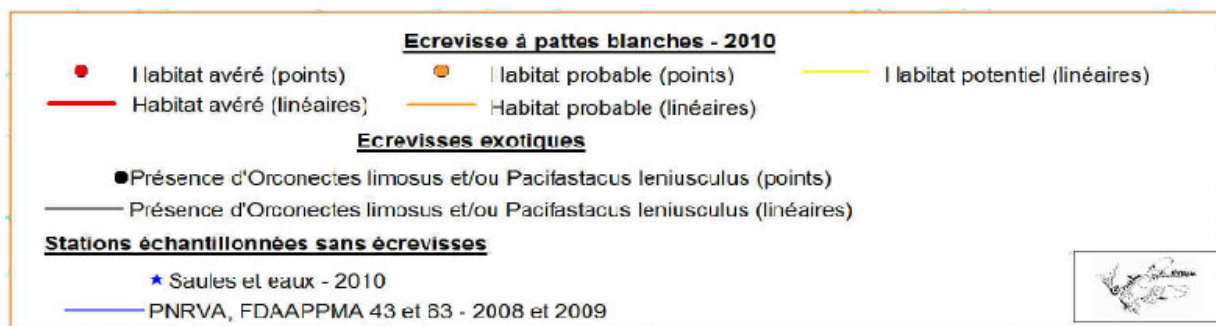 Ecrevisse à pattes blanches - 2010
Habitat avéré (points) Habitat probable (points) Habitat potentiel (linéaires)
Habitat avéré (linéaires) Habitat probable (linéaires)
Ecrevisses exotiques
Présence d'Orconectes limosus et/ou Pacifastacus leniusculus (points)
Présence d'Orconectes limosus et/ou Pacifastacus leniusculus (linéaires)
Stations échantillonnées sans écrevisses
Saules et eaux - 2010
PNRVA, FDAAPPMA 43 et 63 - 2008 et 2009